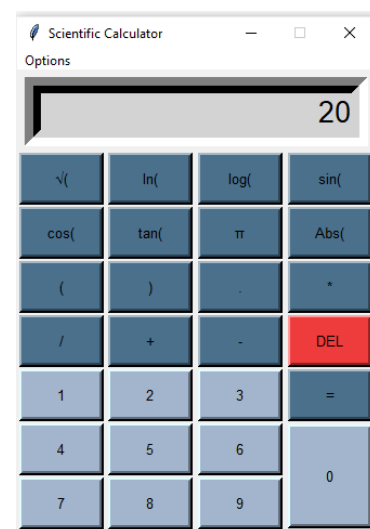 Scientific Calculator
Options
20
√( ln( log( sin(
cos( tan( π Abs(
( ) . *
/ + - DEL
1 2 3 =
4 5 6
0
7 8 9